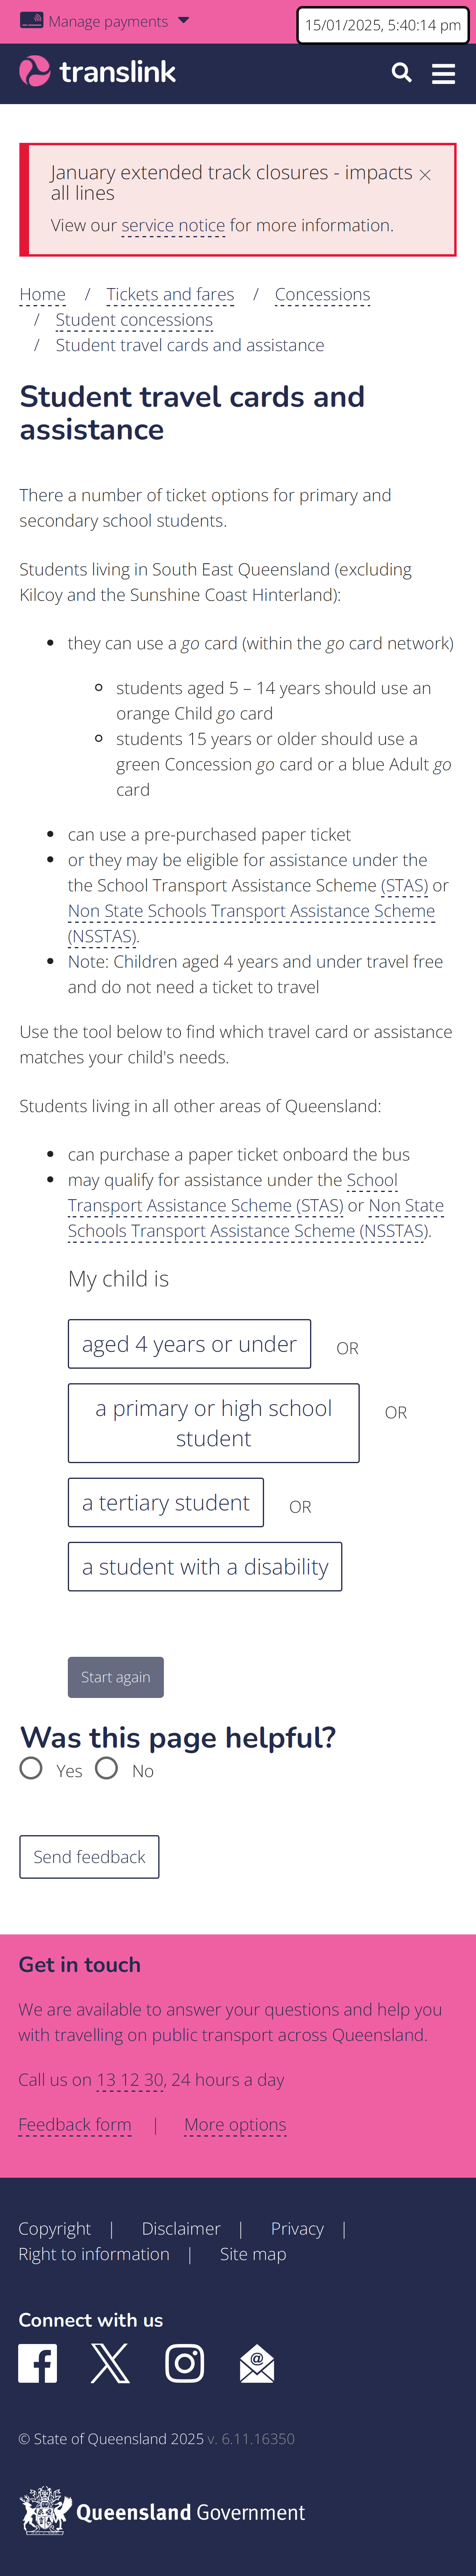 Manage payments
15/01/2025, 5:40:14 pm
translink
January extended track closures - impacts ×
all lines
View our service notice for more information.
Home / Tickets and fares / Concessions
/ Student concessions
/ Student travel cards and assistance
Student travel cards and
assistance
There a number of ticket options for primary and
secondary school students.
Students living in South East Queensland (excluding
Kilcoy and the Sunshine Coast Hinterland):
• they can use a go card (within the go card network)
○ students aged 5 – 14 years should use an
orange Child go card
○ students 15 years or older should use a
green Concession go card or a blue Adult go
card
• can use a pre-purchased paper ticket
• or they may be eligible for assistance under the
the School Transport Assistance Scheme (STAS) or
Non State Schools Transport Assistance Scheme
(NSSTAS).
• Note: Children aged 4 years and under travel free
and do not need a ticket to travel
Use the tool below to find which travel card or assistance
matches your child's needs.
Students living in all other areas of Queensland:
• can purchase a paper ticket onboard the bus
• may qualify for assistance under the School
Transport Assistance Scheme (STAS) or Non State
Schools Transport Assistance Scheme (NSSTAS).
My child is
aged 4 years or under OR
a primary or high school
student OR
a tertiary student OR
a student with a disability
Start again
Was this page helpful?
Yes No
Send feedback
Get in touch
We are available to answer your questions and help you
with travelling on public transport across Queensland.
Call us on 13 12 30, 24 hours a day
Feedback form | More options
Copyright | Disclaimer | Privacy |
Right to information | Site map
Connect with us
© State of Queensland 2025 v. 6.11.16350
Queensland Government